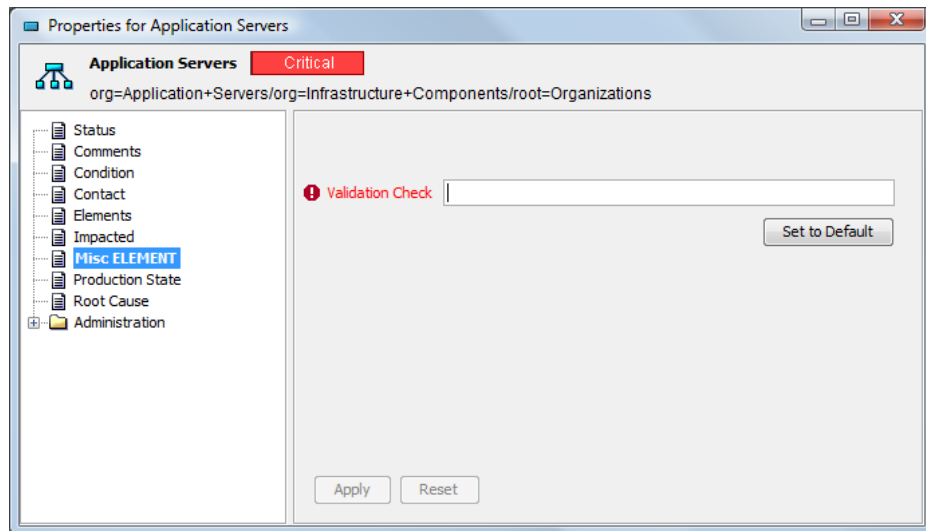 Properties for Application Servers
Application Servers Critical
org=Application+Servers/org=Infrastructure+Components/root=Organizations
Status
Comments
Condition
Contact
Elements
Impacted
Misc ELEMENT
Production State
Root Cause
Administration
Validation Check
Set to Default
Apply Reset